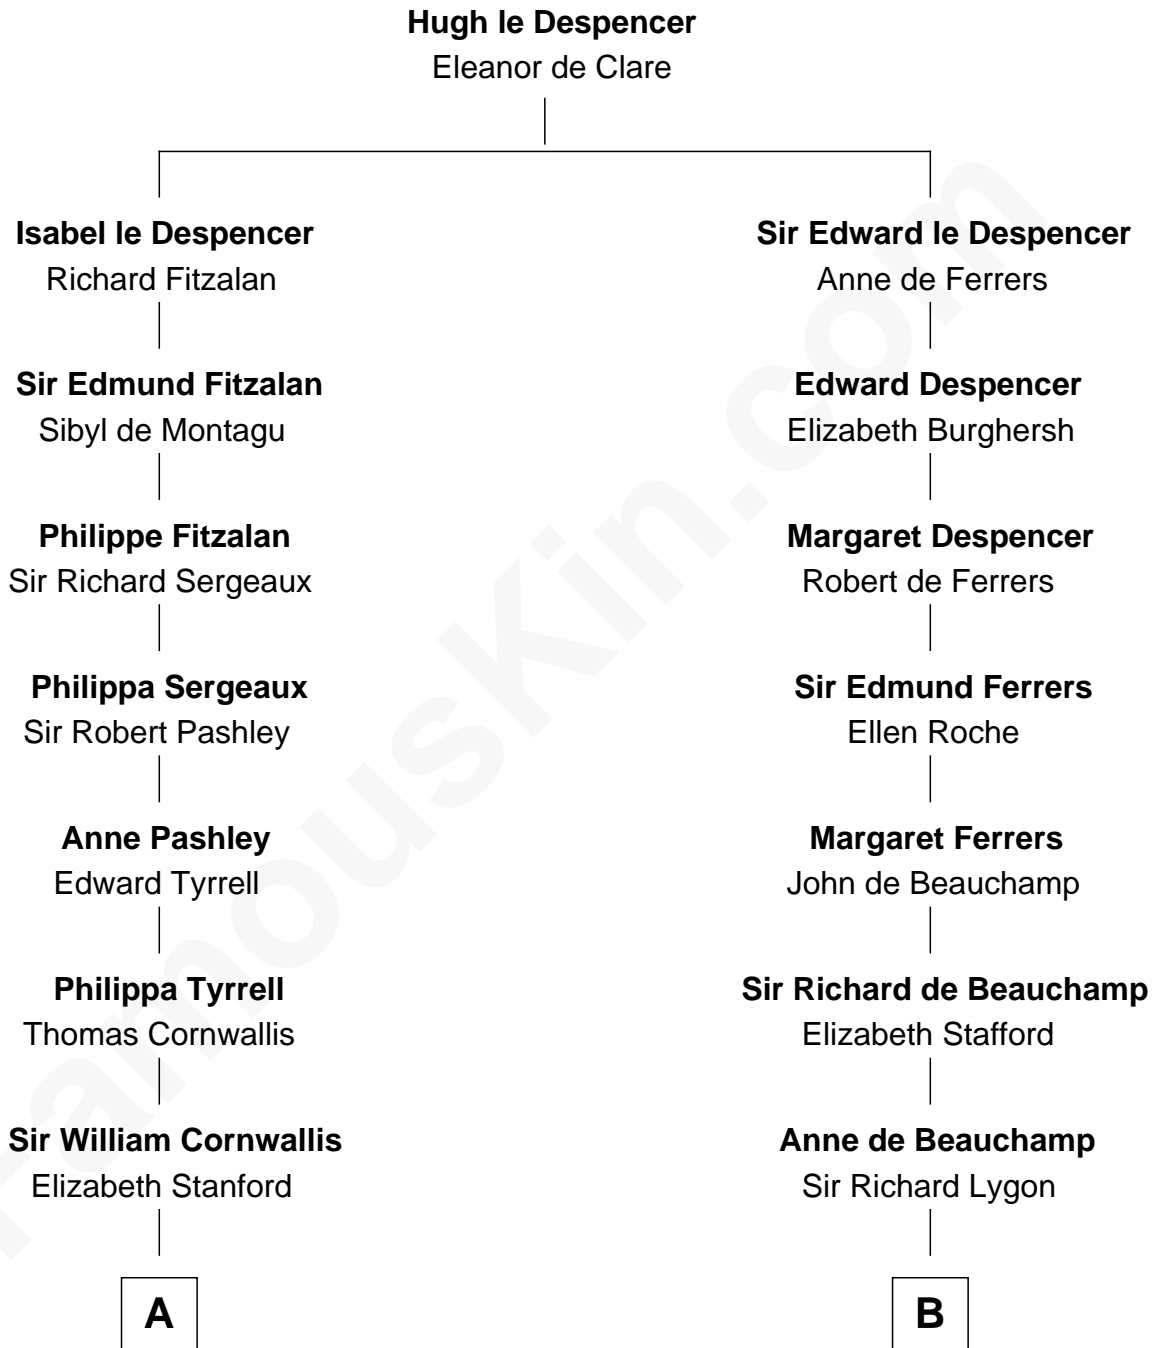 Hugh le Despencer
Eleanor de Clare
Isabel le Despencer
Richard Fitzalan
Sir Edmund Fitzalan
Sibyl de Montagu
Philippe Fitzalan
Sir Richard Sergeaux
Philippa Sergeaux
Sir Robert Pashley
Anne Pashley
Edward Tyrrell
Philippa Tyrrell
Thomas Cornwallis
Sir William Cornwallis
Elizabeth Stanford
A
Sir Edward le Despencer
Anne de Ferrers
Edward Despencer
Elizabeth Burghersh
Margaret Despencer
Robert de Ferrers
Sir Edmund Ferrers
Ellen Roche
Margaret Ferrers
John de Beauchamp
Sir Richard de Beauchamp
Elizabeth Stafford
Anne de Beauchamp
Sir Richard Lygon
B
FamousKin.com